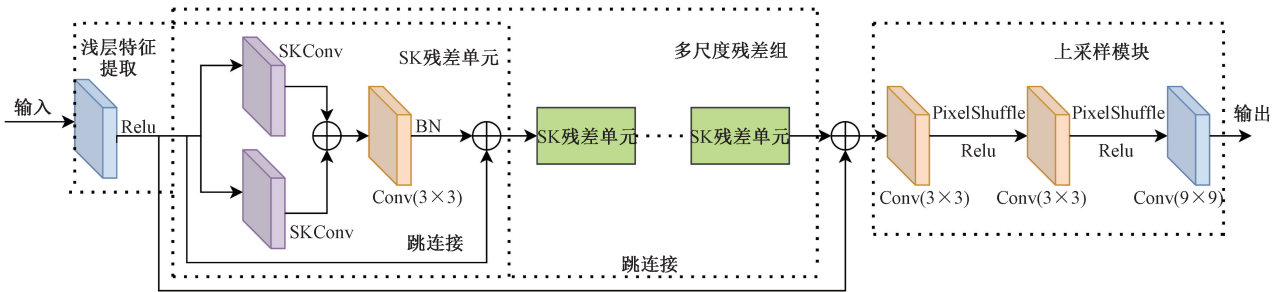 浅层特征
提取
输入
Relu
SKConv
SKConv
SK残差单元
BN
Conv(3×3)
跳连接
多尺度残差组
SK残差单元
SK残差单元
跳连接
上采样模块
PixelShuffle
Relu
PixelShuffle
Relu
Conv(3×3)
Conv(3×3)
Conv(9×9)
输出